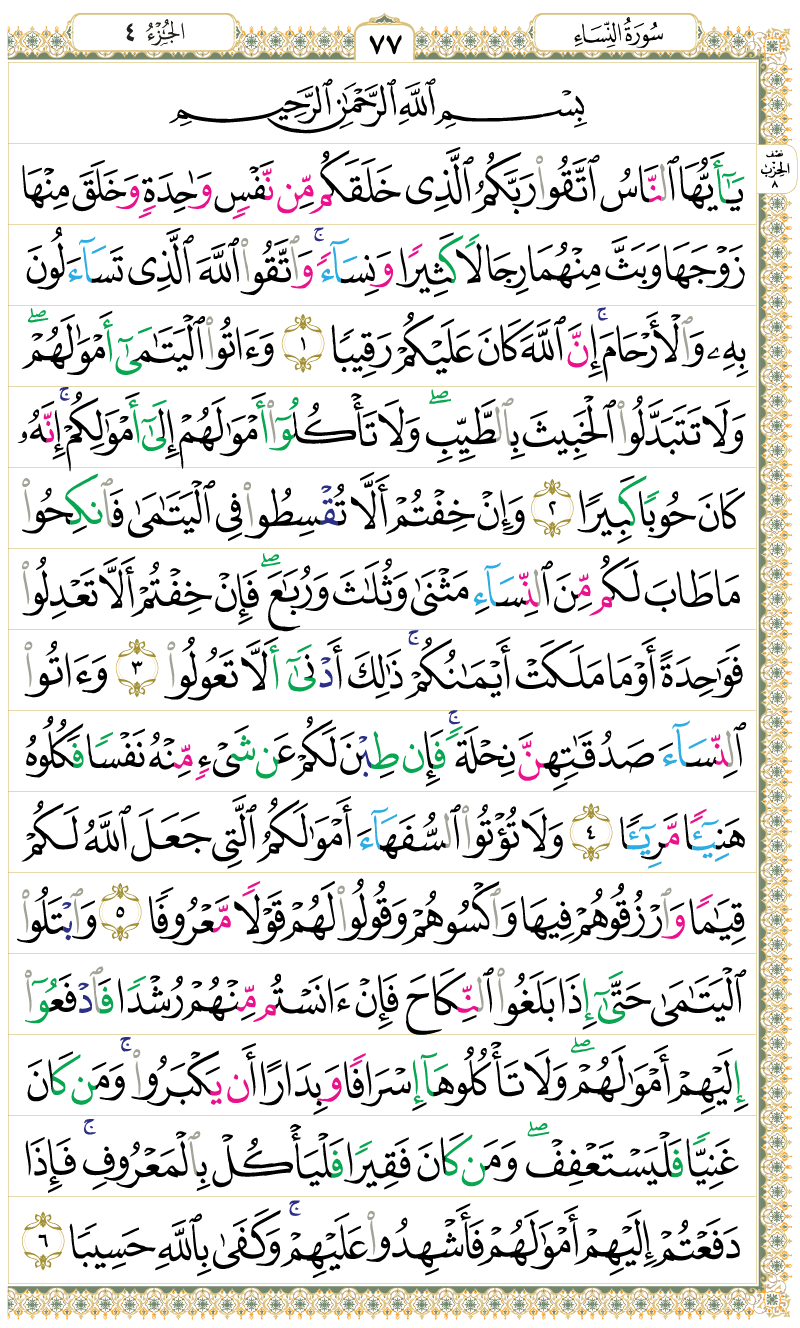 سُورَةُ النِّسَاءِ
٧٧
الجُزْءُ ٤
نصف الحزب ٨
بِسْمِ ٱللَّهِ ٱلرَّحْمَٰنِ ٱلرَّحِيمِ
يَٰٓأَيُّهَا ٱلنَّاسُ ٱتَّقُوا۟ رَبَّكُمُ ٱلَّذِى خَلَقَكُم مِّن نَّفْسٍ وَٰحِدَةٍ وَخَلَقَ مِنْهَا
زَوْجَهَا وَبَثَّ مِنْهُمَا رِجَالًا كَثِيرًا وَنِسَآءً ۚ وَٱتَّقُوا۟ ٱللَّهَ ٱلَّذِى تَسَآءَلُونَ
بِهِۦ وَٱلْأَرْحَامَ ۚ إِنَّ ٱللَّهَ كَانَ عَلَيْكُمْ رَقِيبًا ١ وَءَاتُوا۟ ٱلْيَتَٰمَىٰٓ أَمْوَٰلَهُمْ ۖ
وَلَا تَتَبَدَّلُوا۟ ٱلْخَبِيثَ بِٱلطَّيِّبِ ۖ وَلَا تَأْكُلُوٓا۟ أَمْوَٰلَهُمْ إِلَىٰٓ أَمْوَٰلِكُمْ ۚ إِنَّهُۥ
كَانَ حُوبًا كَبِيرًا ٢ وَإِنْ خِفْتُمْ أَلَّا تُقْسِطُوا۟ فِى ٱلْيَتَٰمَىٰ فَٱنكِحُوا۟
مَا طَابَ لَكُم مِّنَ ٱلنِّسَآءِ مَثْنَىٰ وَثُلَٰثَ وَرُبَٰعَ ۖ فَإِنْ خِفْتُمْ أَلَّا تَعْدِلُوا۟
فَوَٰحِدَةً أَوْ مَا مَلَكَتْ أَيْمَٰنُكُمْ ۚ ذَٰلِكَ أَدْنَىٰٓ أَلَّا تَعُولُوا۟ ٣ وَءَاتُوا۟
ٱلنِّسَآءَ صَدُقَٰتِهِنَّ نِحْلَةً ۚ فَإِن طِبْنَ لَكُمْ عَن شَىْءٍ مِّنْهُ نَفْسًا فَكُلُوهُ
هَنِيٓـًٔا مَّرِيٓـًٔا ٤ وَلَا تُؤْتُوا۟ ٱلسُّفَهَآءَ أَمْوَٰلَكُمُ ٱلَّتِى جَعَلَ ٱللَّهُ لَكُمْ
قِيَٰمًا وَٱرْزُقُوهُمْ فِيهَا وَٱكْسُوهُمْ وَقُولُوا۟ لَهُمْ قَوْلًا مَّعْرُوفًا ٥ وَٱبْتَلُوا۟
ٱلْيَتَٰمَىٰ حَتَّىٰٓ إِذَا بَلَغُوا۟ ٱلنِّكَاحَ فَإِنْ ءَانَسْتُم مِّنْهُمْ رُشْدًا فَٱدْفَعُوٓا۟
إِلَيْهِمْ أَمْوَٰلَهُمْ ۖ وَلَا تَأْكُلُوهَآ إِسْرَافًا وَبِدَارًا أَن يَكْبَرُوا۟ ۚ وَمَن كَانَ
غَنِيًّا فَلْيَسْتَعْفِفْ ۖ وَمَن كَانَ فَقِيرًا فَلْيَأْكُلْ بِٱلْمَعْرُوفِ ۚ فَإِذَا
دَفَعْتُمْ إِلَيْهِمْ أَمْوَٰلَهُمْ فَأَشْهِدُوا۟ عَلَيْهِمْ ۚ وَكَفَىٰ بِٱللَّهِ حَسِيبًا ٦